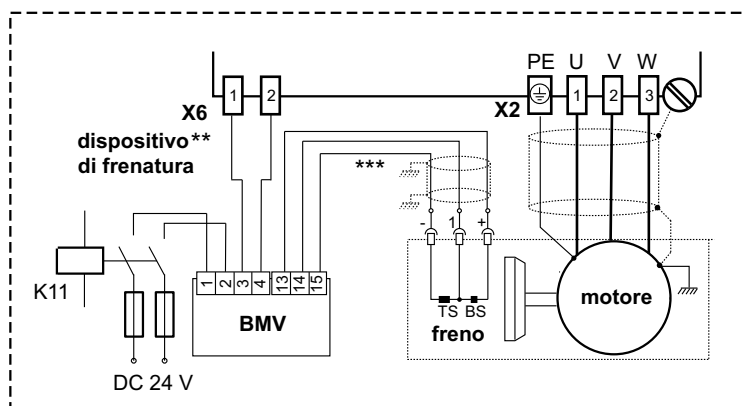 PE U V W
X6 1 2 X2 1 2 3
dispositivo**
di frenatura
***
- 1 +
K11
1 2 3 4 13 14 15
BMV
TS BS
freno
motore
DC 24 V